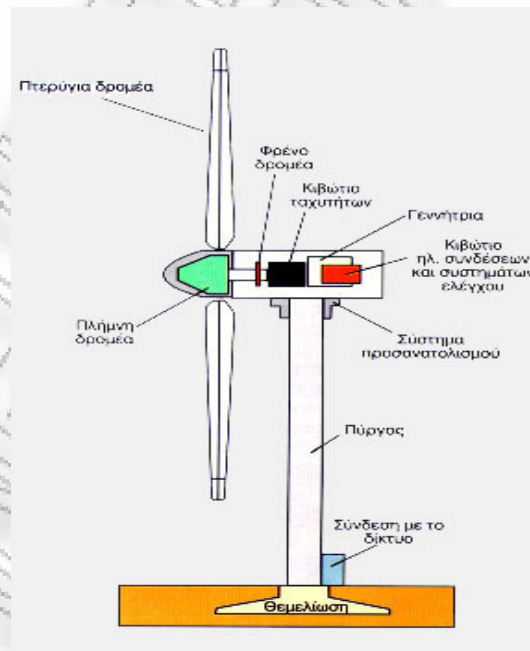 Πτερύγια δρομέα
Φρένο
δρομέα
Κιβώτιο
ταχυτήτων
Γεννήτρια
Κιβώτιο
ηλ. συνδέσεων
και συστημάτων
ελέγχου
Πλήμνη
δρομέα
Σύστημα
προσανατολισμού
Πύργος
Σύνδεση με το
δίκτυο
Θεμελίωση